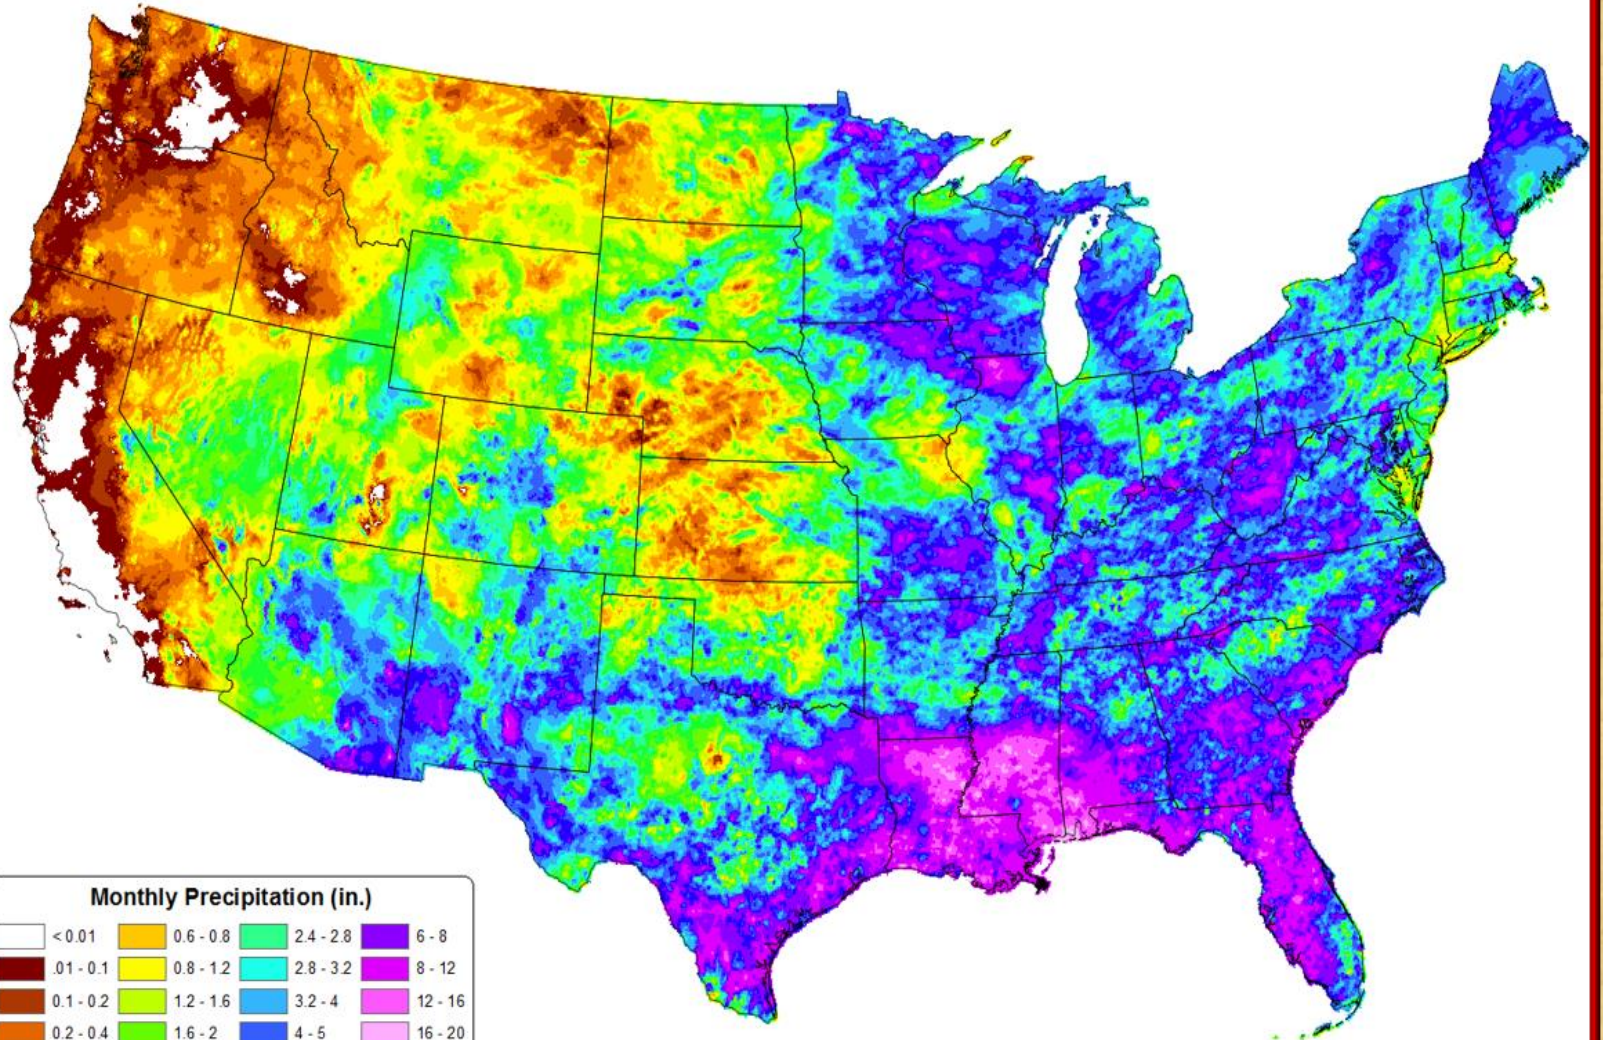 Monthly Precipitation (in.)
< 0.01 0.6 - 0.8 2.4 - 2.8 6 - 8
.01 - 0.1 0.8 - 1.2 2.8 - 3.2 8 - 12
0.1 - 0.2 1.2 - 1.6 3.2 - 4 12 - 16
0.2 - 0.4 1.6 - 2 4 - 5 16 - 20